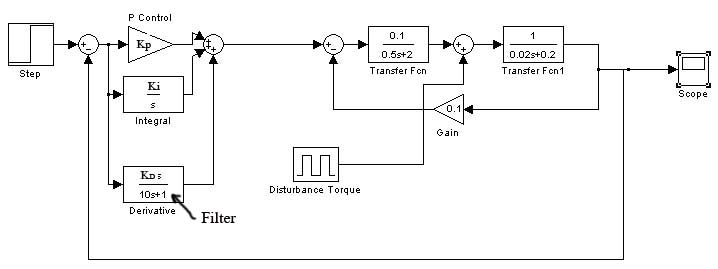 P Control
Kp
Step
Ki
s
Integral
KD s
10s+1
Derivative
Filter
0.1
0.5s+2
Transfer Fcn
1
0.02s+0.2
Transfer Fcn1
Scope
0.1
Gain
Disturbance Torque